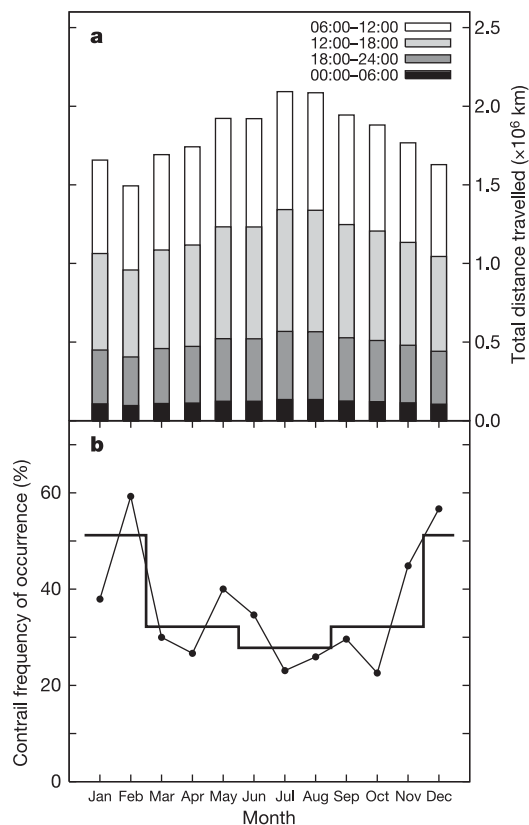 a
06:00–12:00
12:00–18:00
18:00–24:00
00:00–06:00
2.5
2.0
1.5
1.0
0.5
0.0
Total distance travelled (×10⁶ km)
b
60
40
20
0
Contrail frequency of occurrence (%)
Jan Feb Mar Apr May Jun Jul Aug Sep Oct Nov Dec
Month